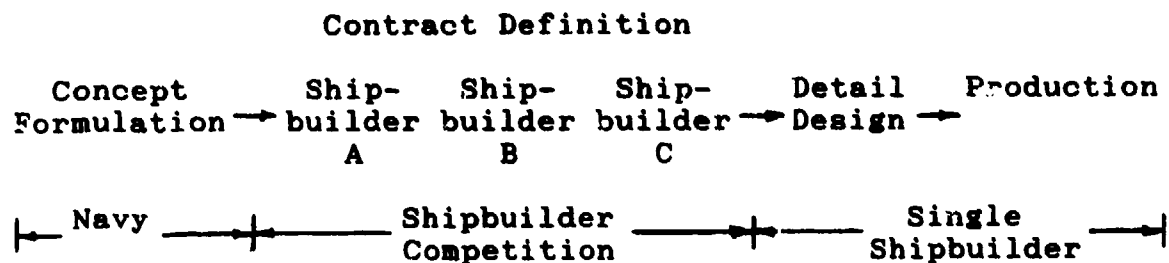 Contract Definition
Concept Ship- Ship- Ship- Detail Production
Formulation builder builder builder Design
A B C
Navy Shipbuilder Single
Competition Shipbuilder